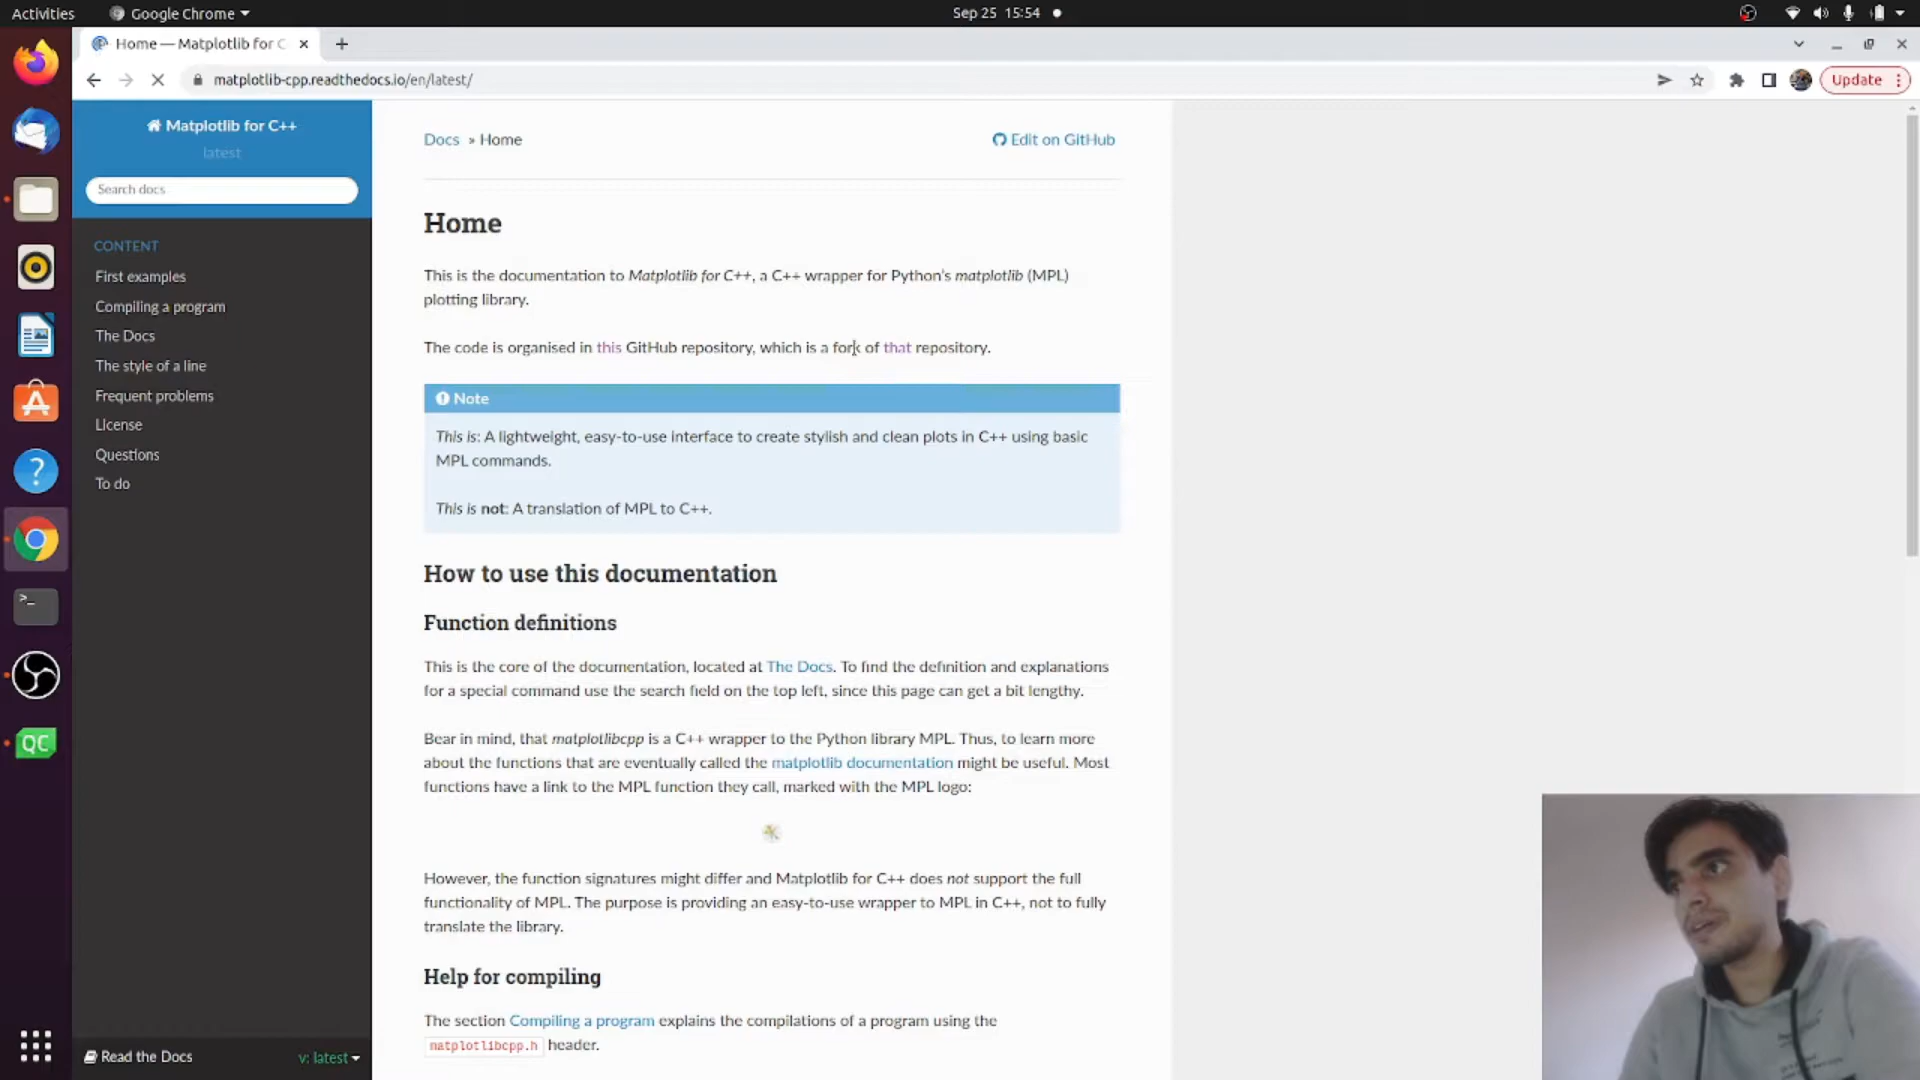 Activities
Google Chrome
Sep 25 15:54
Home — Matplotlib for C
matplotlib-cpp.readthedocs.io/en/latest/
Update
Matplotlib for C++
latest
Search docs
CONTENT
First examples
Compiling a program
The Docs
The style of a line
Frequent problems
License
Questions
To do
Read the Docs
v: latest
Docs » Home
Edit on GitHub
Home
This is the documentation to Matplotlib for C++, a C++ wrapper for Python's matplotlib (MPL)
plotting library.
The code is organised in this GitHub repository, which is a fork of that repository.
Note
This is: A lightweight, easy-to-use interface to create stylish and clean plots in C++ using basic
MPL commands.
This is not: A translation of MPL to C++.
How to use this documentation
Function definitions
This is the core of the documentation, located at The Docs. To find the definition and explanations
for a special command use the search field on the top left, since this page can get a bit lengthy.
Bear in mind, that matplotlibcpp is a C++ wrapper to the Python library MPL. Thus, to learn more
about the functions that are eventually called the matplotlib documentation might be useful. Most
functions have a link to the MPL function they call, marked with the MPL logo:
However, the function signatures might differ and Matplotlib for C++ does not support the full
functionality of MPL. The purpose is providing an easy-to-use wrapper to MPL in C++, not to fully
translate the library.
Help for compiling
The section Compiling a program explains the compilations of a program using the
matplotlibcpp.h header.
QC